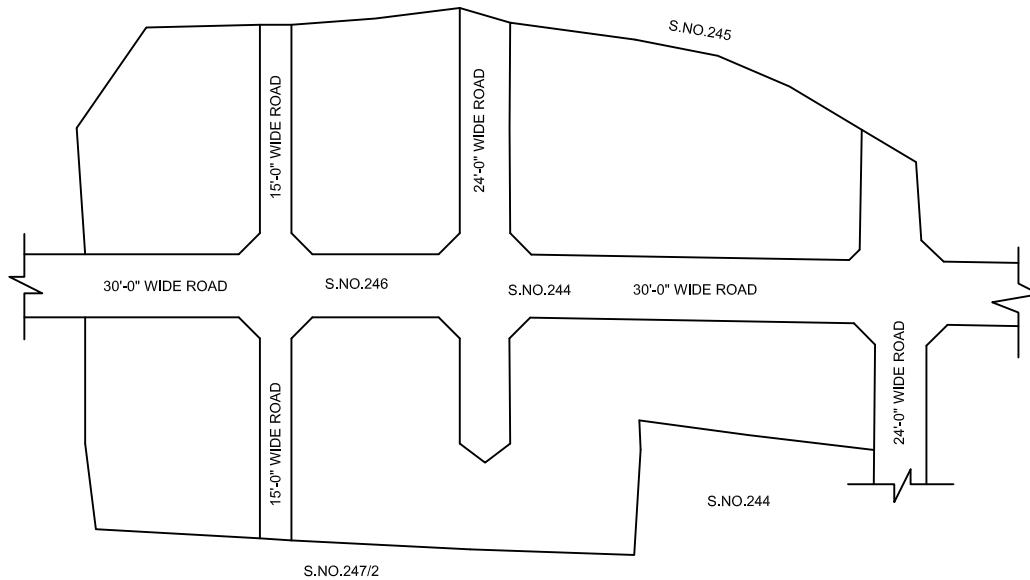 S.NO.245
15'-0" WIDE ROAD
24'-0" WIDE ROAD
30'-0" WIDE ROAD
S.NO.246
S.NO.244
30'-0" WIDE ROAD
24'-0" WIDE ROAD
15'-0" WIDE ROAD
S.NO.244
S.NO.247/2